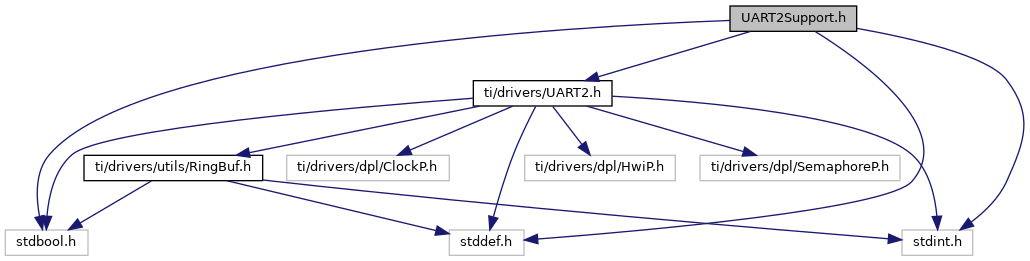 UART2Support.h
ti/drivers/UART2.h
ti/drivers/utils/RingBuf.h
ti/drivers/dpl/ClockP.h
ti/drivers/dpl/HwiP.h
ti/drivers/dpl/SemaphoreP.h
stdbool.h
stddef.h
stdint.h